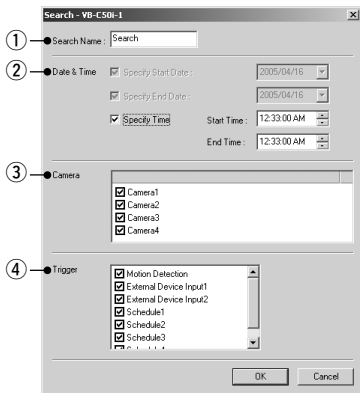 Search - VB-C50i-1
① Search Name : Search
② Date & Time Specify Start Date : 2005/04/16
Specify End Date : 2005/04/16
Specify Time Start Time : 12:33:00 AM
End Time : 12:33:00 AM
③ Camera
Camera1
Camera2
Camera3
Camera4
④ Trigger
Motion Detection
External Device Input1
External Device Input2
Schedule1
Schedule2
Schedule3
Schedule4
OK Cancel